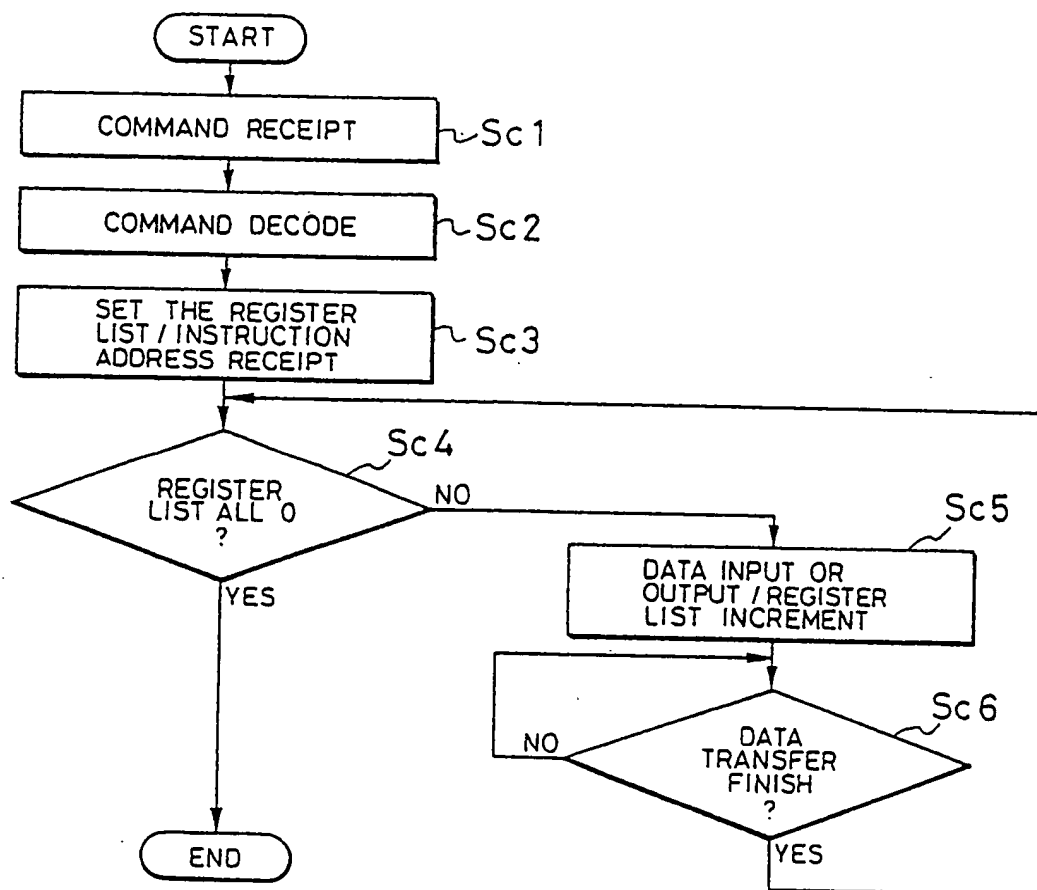 START
COMMAND RECEIPT
Sc1
COMMAND DECODE
Sc2
SET THE REGISTER
LIST/INSTRUCTION
ADDRESS RECEIPT
Sc3
Sc4
REGISTER
LIST ALL 0
?
NO
YES
Sc5
DATA INPUT OR
OUTPUT/REGISTER
LIST INCREMENT
Sc6
DATA
TRANSFER
FINISH
?
NO
YES
END